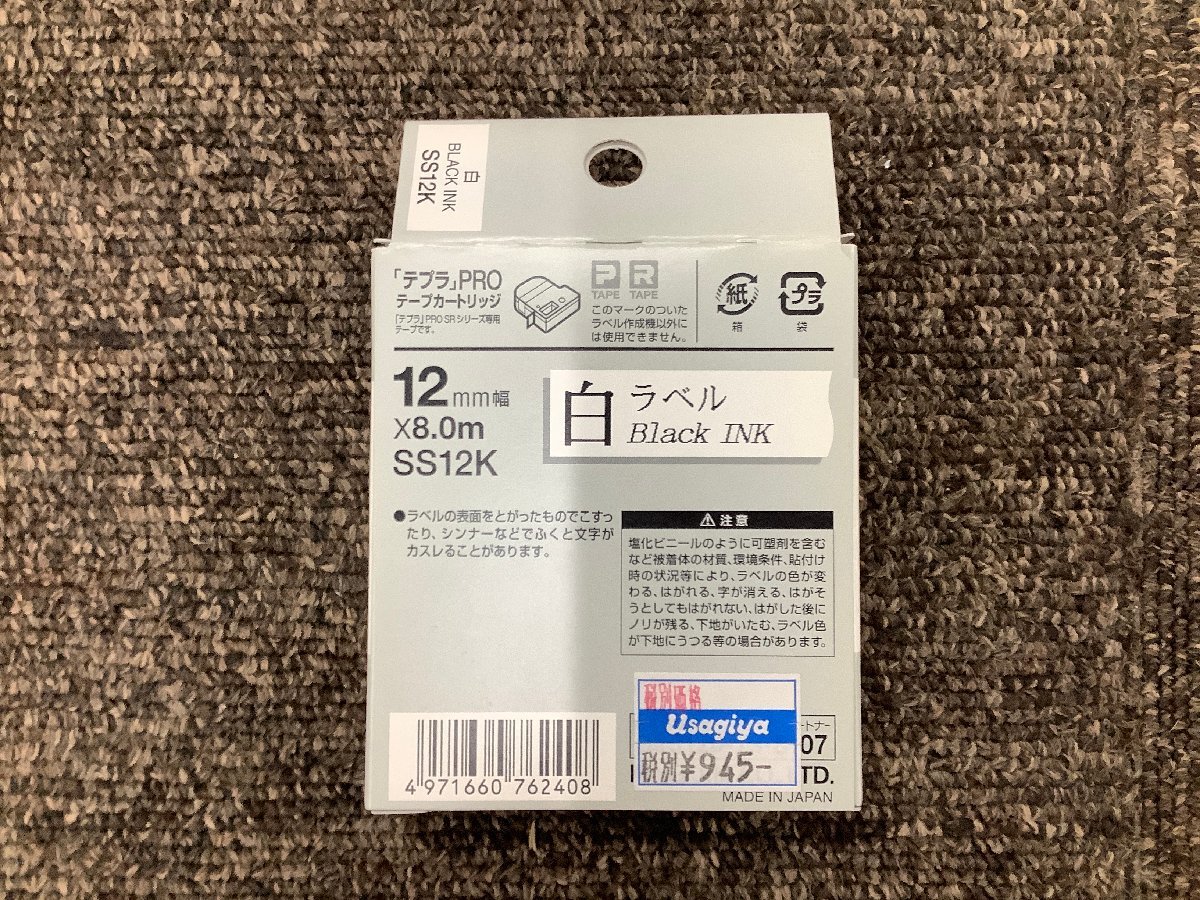 白
BLACK INK
SS12K
「テプラ」PRO
テープカートリッジ
「テプラ」PRO SRシリーズ専用
テープです。
P R
TAPE TAPE
このマークのついた
ラベル作成機以外に
は使用できません。
紙
箱
プラ
袋
12mm幅
X8.0m
SS12K
白 ラベル
Black INK
●ラベルの表面をとがったものでこすっ
たり、シンナーなどでふくと文字が
カスレることがあります。
注意
塩化ビニールのように可塑剤を含む
など被着体の材質、環境条件、貼付け
時の状況等により、ラベルの色が変
わる、はがれる、字が消える、はがそ
うとしてもはがれない、はがした後に
ノリが残る、下地がいたむ、ラベル色
が下地にうつる等の場合があります。
税別価格
Usagiya
税別¥945-
ートナー
07
TD.
MADE IN JAPAN
4 971660 762408